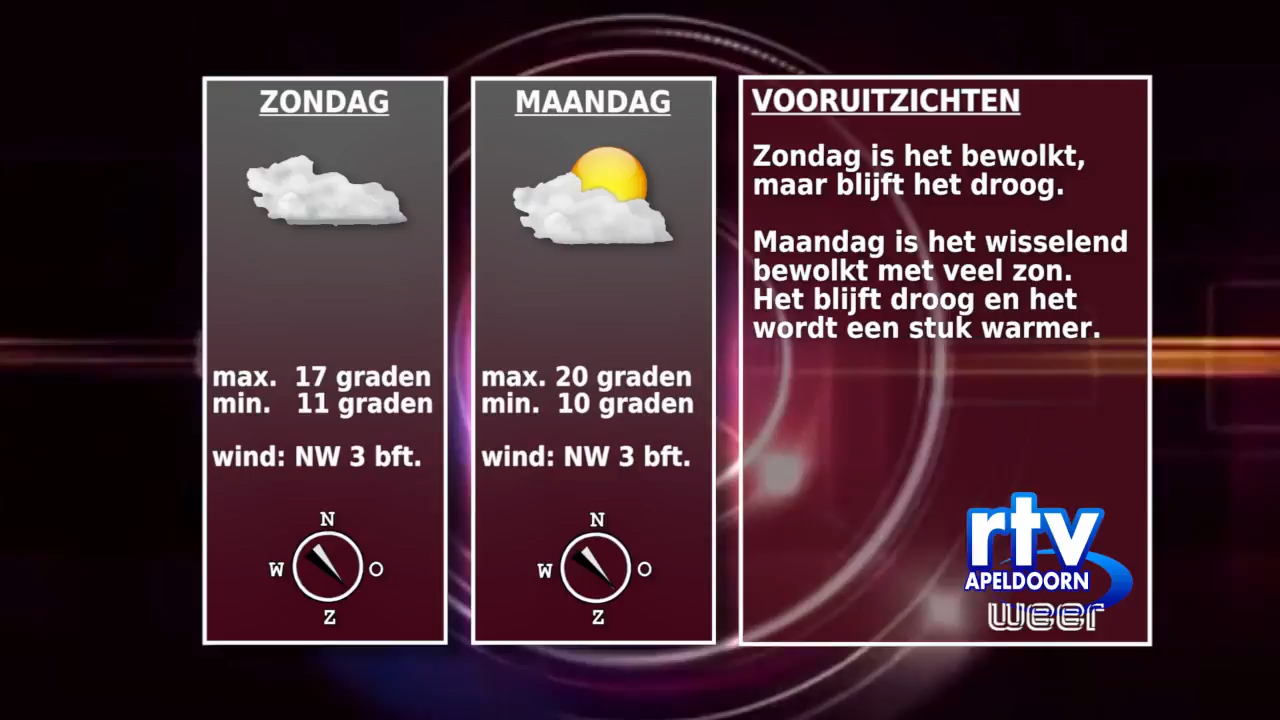 ZONDAG
max. 17 graden
min. 11 graden
wind: NW 3 bft.
N
W O
Z
MAANDAG
max. 20 graden
min. 10 graden
wind: NW 3 bft.
N
W O
Z
VOORUITZICHTEN
Zondag is het bewolkt,
maar blijft het droog.
Maandag is het wisselend
bewolkt met veel zon.
Het blijft droog en het
wordt een stuk warmer.
rtv
APELDOORN
weer